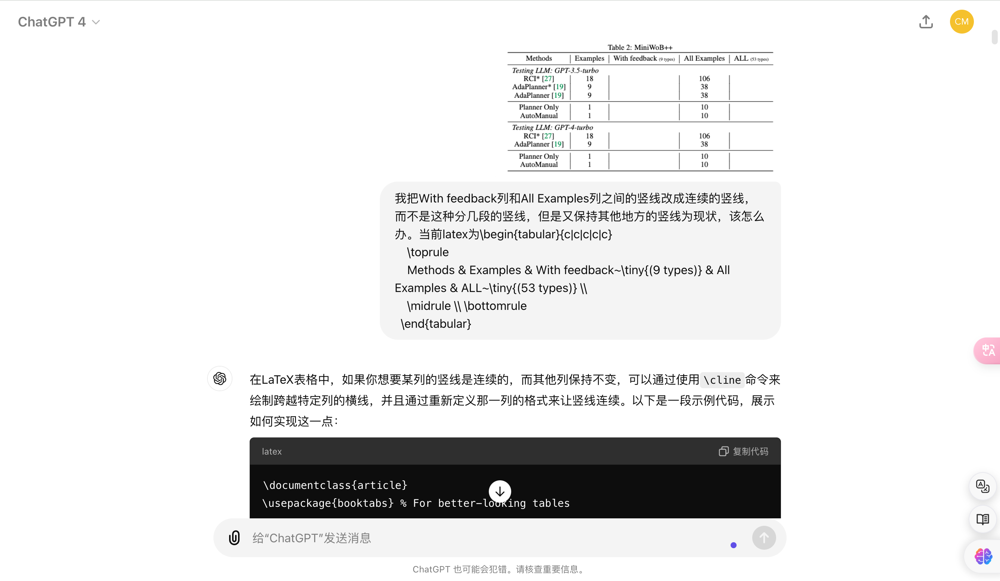 ChatGPT 4
CM
Table 2: MiniWoB++
Methods Examples With feedback (9 types) All Examples ALL (53 types)
Testing LLM: GPT-3.5-turbo
RCI* [27] 18 106
AdaPlanner* [19] 9 38
AdaPlanner [19] 9 38
Planner Only 1 10
AutoManual 1 10
Testing LLM: GPT-4-turbo
RCI* [27] 18 106
AdaPlanner [19] 9 38
Planner Only 1 10
AutoManual 1 10
我把With feedback列和All Examples列之间的竖线改成连续的竖线，
而不是这种分几段的竖线，但是又保持其他地方的竖线为现状，该怎么
办。当前latex为\begin{tabular}{c|c|c|c|c}
\toprule
Methods & Examples & With feedback~\tiny{(9 types)} & All
Examples & ALL~\tiny{(53 types)} \\
\midrule \\ \bottomrule
\end{tabular}
在LaTeX表格中，如果你想要某列的竖线是连续的，而其他列保持不变，可以通过使用 \cline 命令来
绘制跨越特定列的横线，并且通过重新定义那一列的格式来让竖线连续。以下是一段示例代码，展示
如何实现这一点：
latex 复制代码
\documentclass{article}
\usepackage{booktabs} % For better-looking tables
给“ChatGPT”发送消息
ChatGPT 也可能会犯错。请核查重要信息。
中A
A